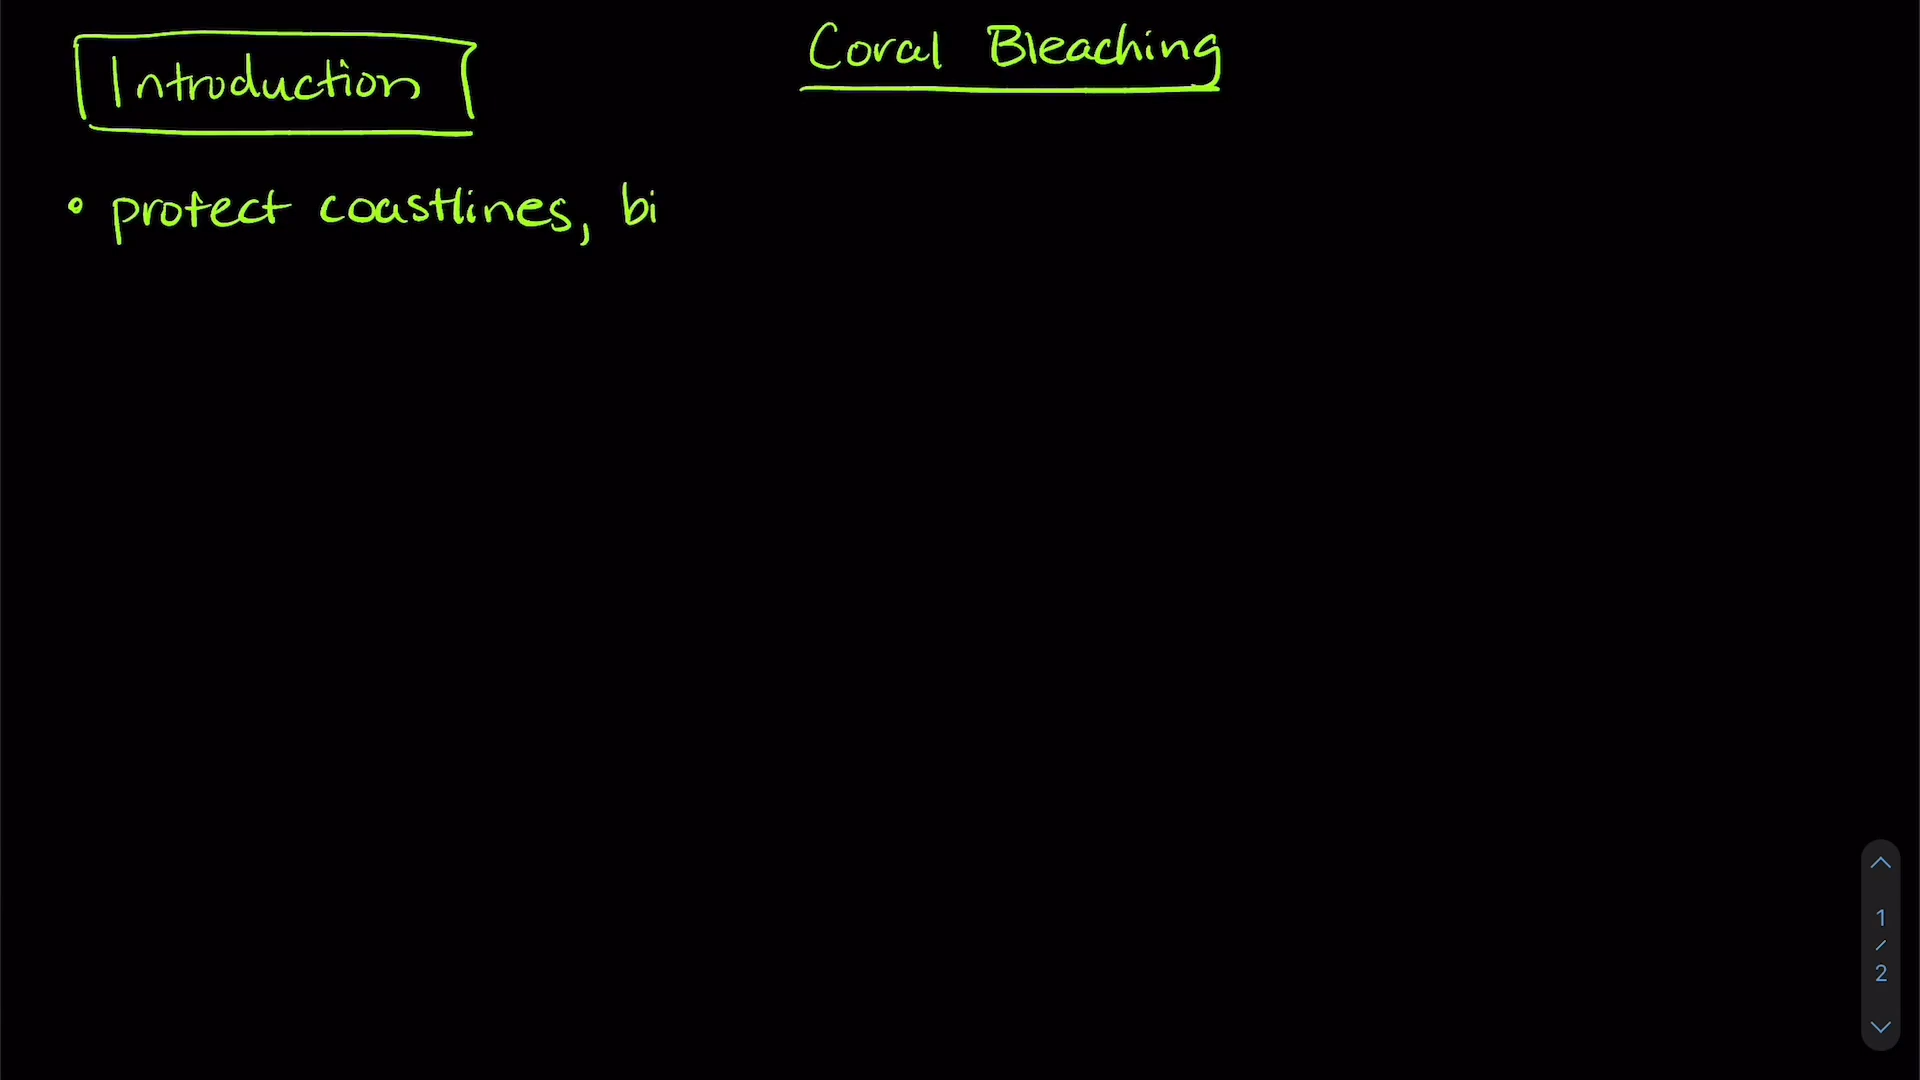 Coral Bleaching
Introduction
• protect coastlines, bi
1
/
2